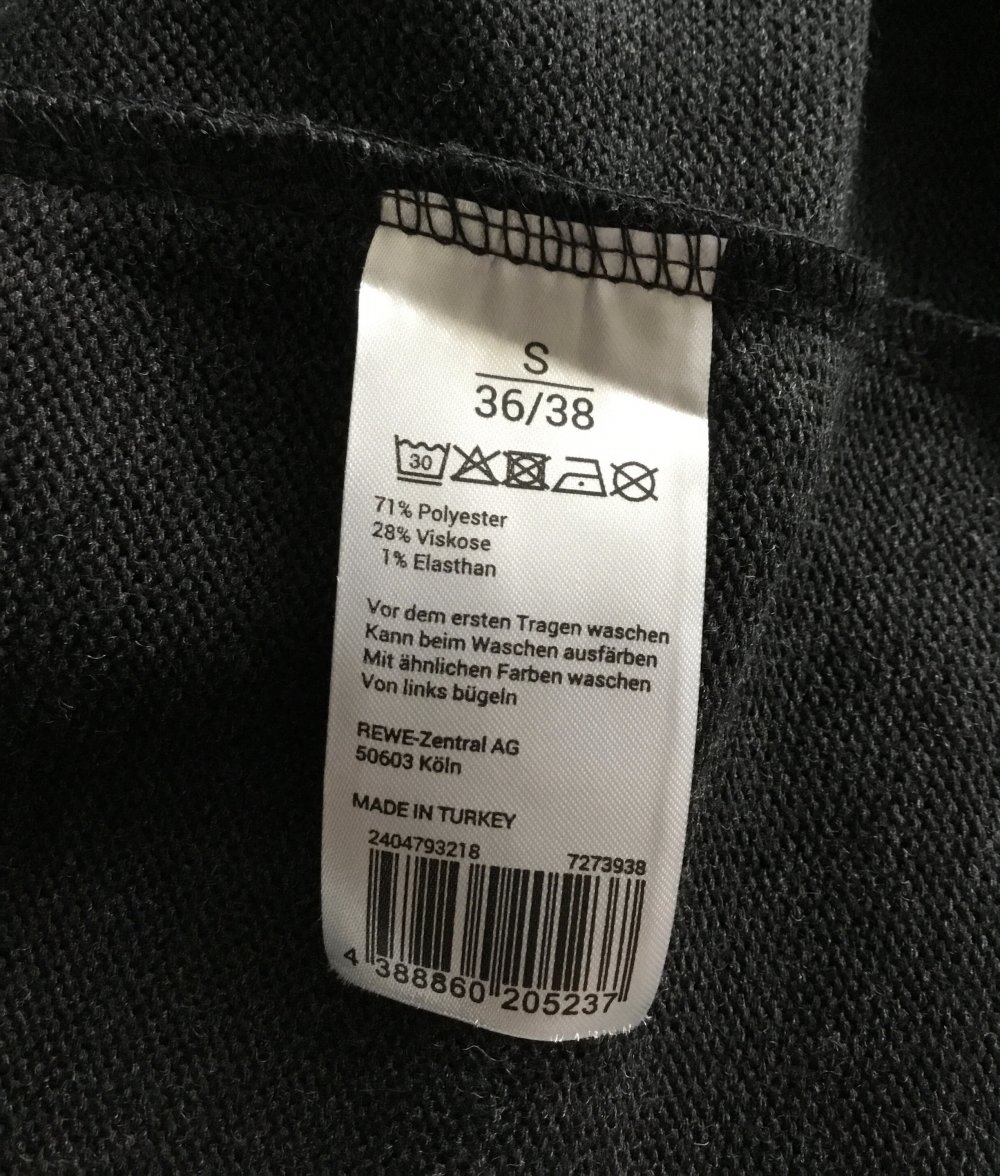 S
36/38
30
71% Polyester
28% Viskose
1% Elasthan
Vor dem ersten Tragen waschen
Kann beim Waschen ausfärben
Mit ähnlichen Farben waschen
Von links bügeln
REWE-Zentral AG
50603 Köln
MADE IN TURKEY
2404793218 7273938
4 388860 205237